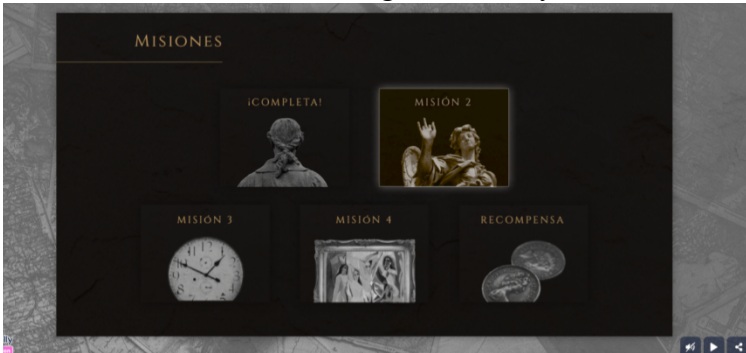 MISIONES
¡COMPLETA!
MISIÓN 2
MISIÓN 3
MISIÓN 4
RECOMPENSA